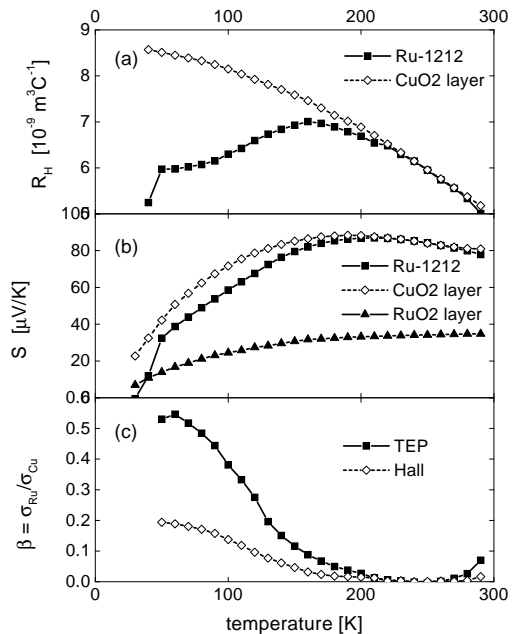 0 100 200 300
9
(a)
Ru-1212
CuO2 layer
8
7
6
R_H [10^-9 m^3C^-1]
100
(b)
80
Ru-1212
CuO2 layer
RuO2 layer
60
40
20
S [µV/K]
(c)
0.5
TEP
Hall
0.4
0.3
0.2
0.1
0.0
β = σ_Ru/σ_Cu
0 100 200 300
temperature [K]